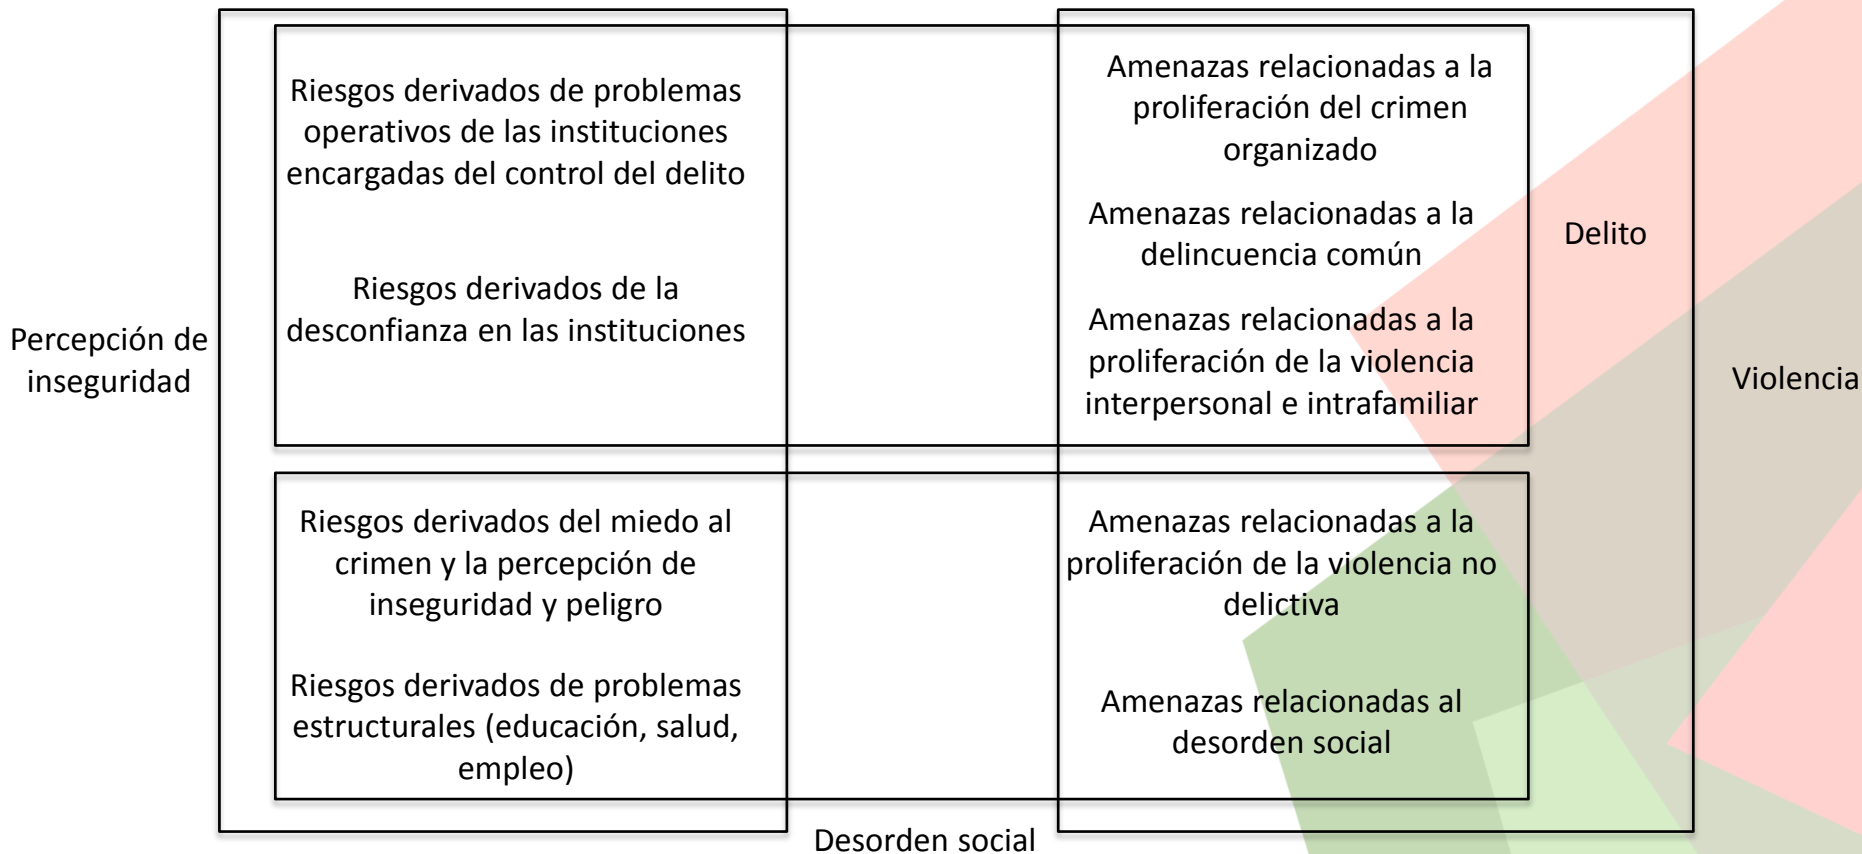 Percepción de
inseguridad
Riesgos derivados de problemas
operativos de las instituciones
encargadas del control del delito
Riesgos derivados de la
desconfianza en las instituciones
Riesgos derivados del miedo al
crimen y la percepción de
inseguridad y peligro
Riesgos derivados de problemas
estructurales (educación, salud,
empleo)
Amenazas relacionadas a la
proliferación del crimen
organizado
Amenazas relacionadas a la
delincuencia común
Amenazas relacionadas a la
proliferación de la violencia
interpersonal e intrafamiliar
Amenazas relacionadas a la
proliferación de la violencia no
delictiva
Amenazas relacionadas al
desorden social
Delito
Violencia
Desorden social